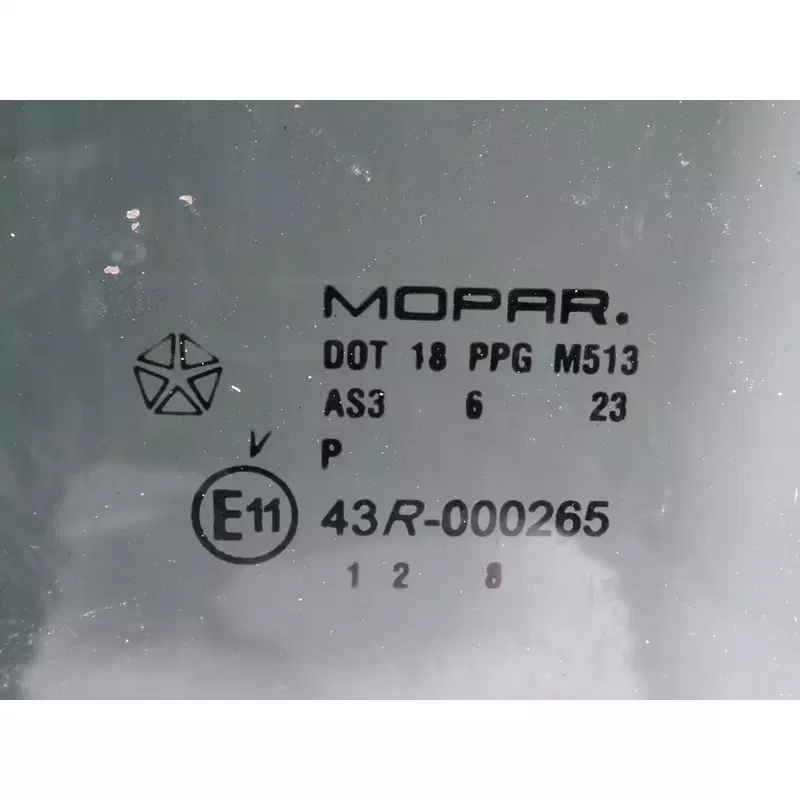 MOPAR.
DOT 18 PPG M513
AS3 6 23
V P
E11 43R-000265
1 2 8